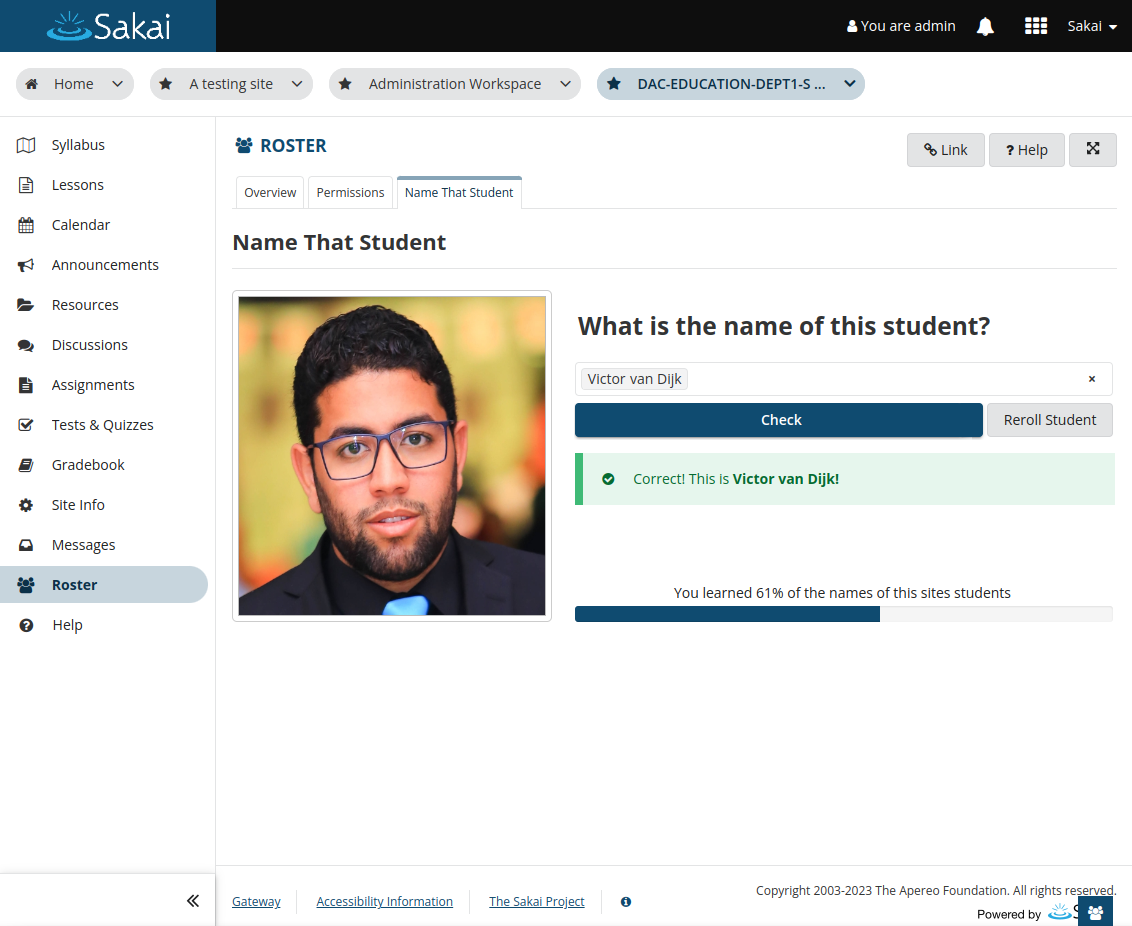 Sakai
You are admin
Sakai
Home
A testing site
Administration Workspace
DAC-EDUCATION-DEPT1-S ...
Syllabus
Lessons
Calendar
Announcements
Resources
Discussions
Assignments
Tests & Quizzes
Gradebook
Site Info
Messages
Roster
Help
ROSTER
Link
? Help
Overview
Permissions
Name That Student
Name That Student
What is the name of this student?
Victor van Dijk ×
Check
Reroll Student
Correct! This is Victor van Dijk!
You learned 61% of the names of this sites students
Gateway
Accessibility Information
The Sakai Project
Copyright 2003-2023 The Apereo Foundation. All rights reserved.
Powered by